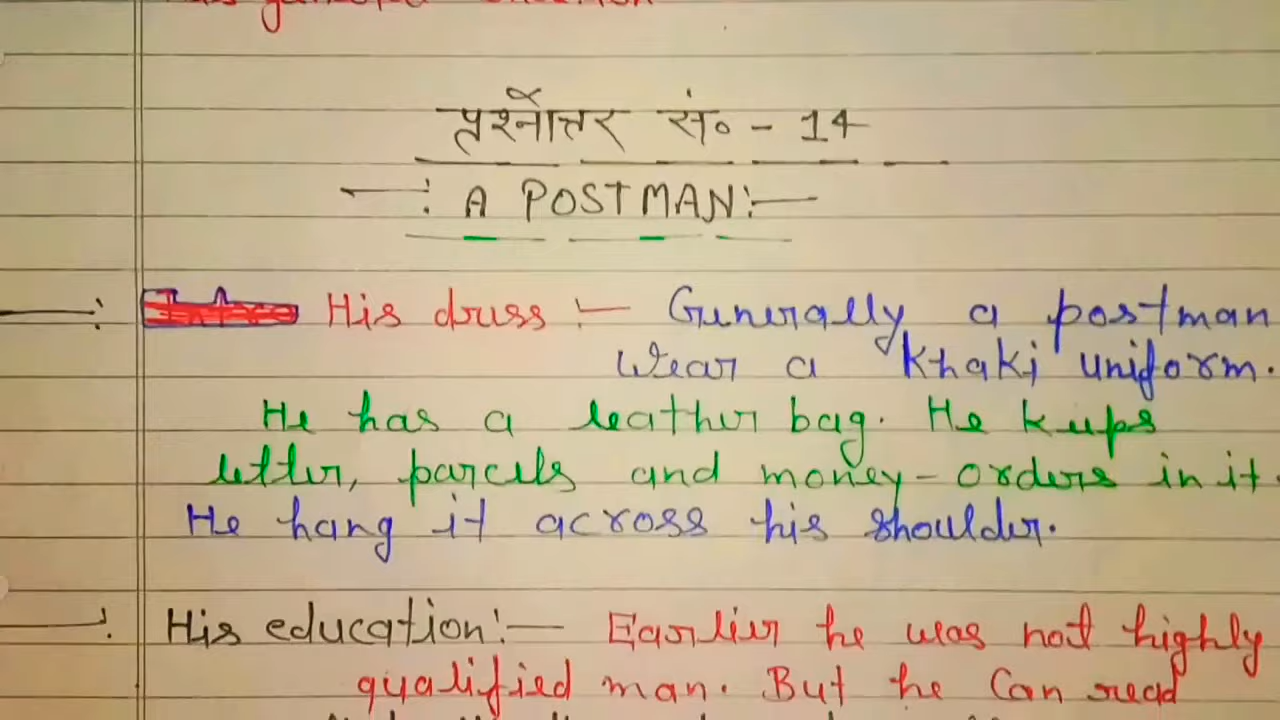 प्रश्नोत्तर सं० - 14
—: A POSTMAN:—
—: His dress :— Generally a postman
wear a khaki uniform.
He has a leather bag. He keeps
letter, parcels and money-orders in it.
He hang it across his shoulder.
—: His education:— Earlier he was not highly
qualified man. But he Can read